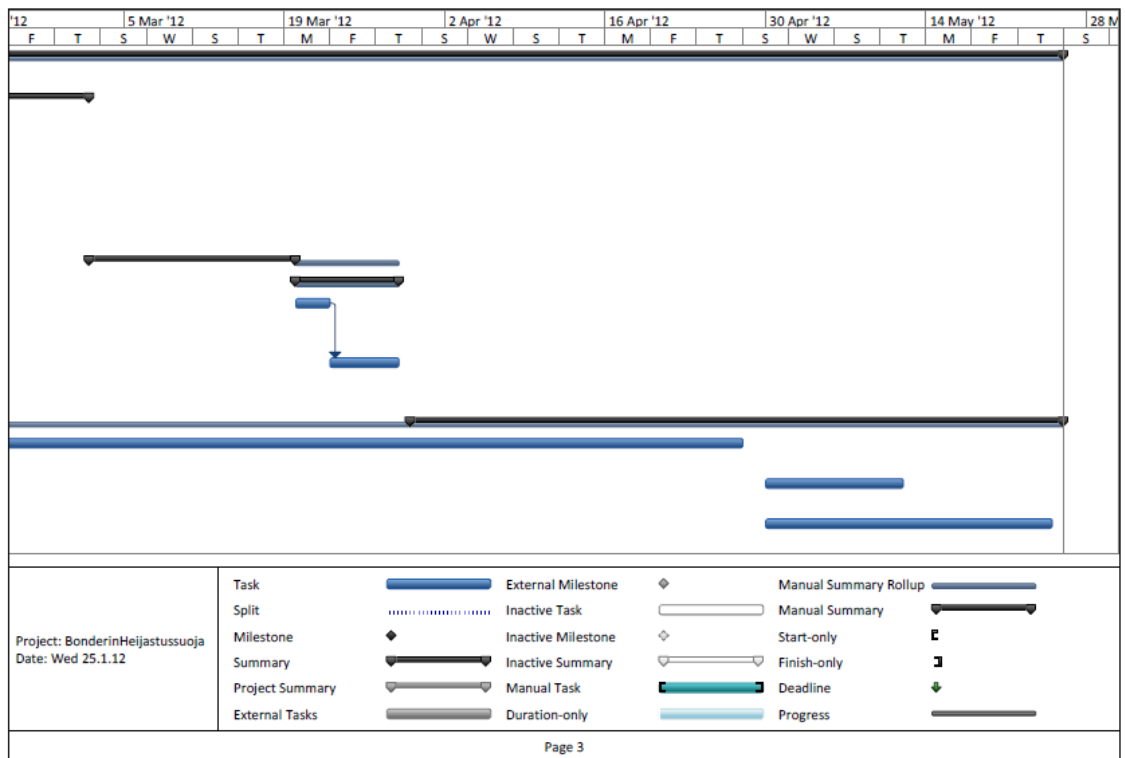 '12 5 Mar '12 19 Mar '12 2 Apr '12 16 Apr '12 30 Apr '12 14 May '12 28 M
F T S W S T M F T S W S T M F T S W S T M F T S
Task External Milestone Manual Summary Rollup
Split Inactive Task Manual Summary
Project: BonderinHeijastussuoja
Date: Wed 25.1.12
Milestone Inactive Milestone Start-only
Summary Inactive Summary Finish-only
Project Summary Manual Task Deadline
External Tasks Duration-only Progress
Page 3